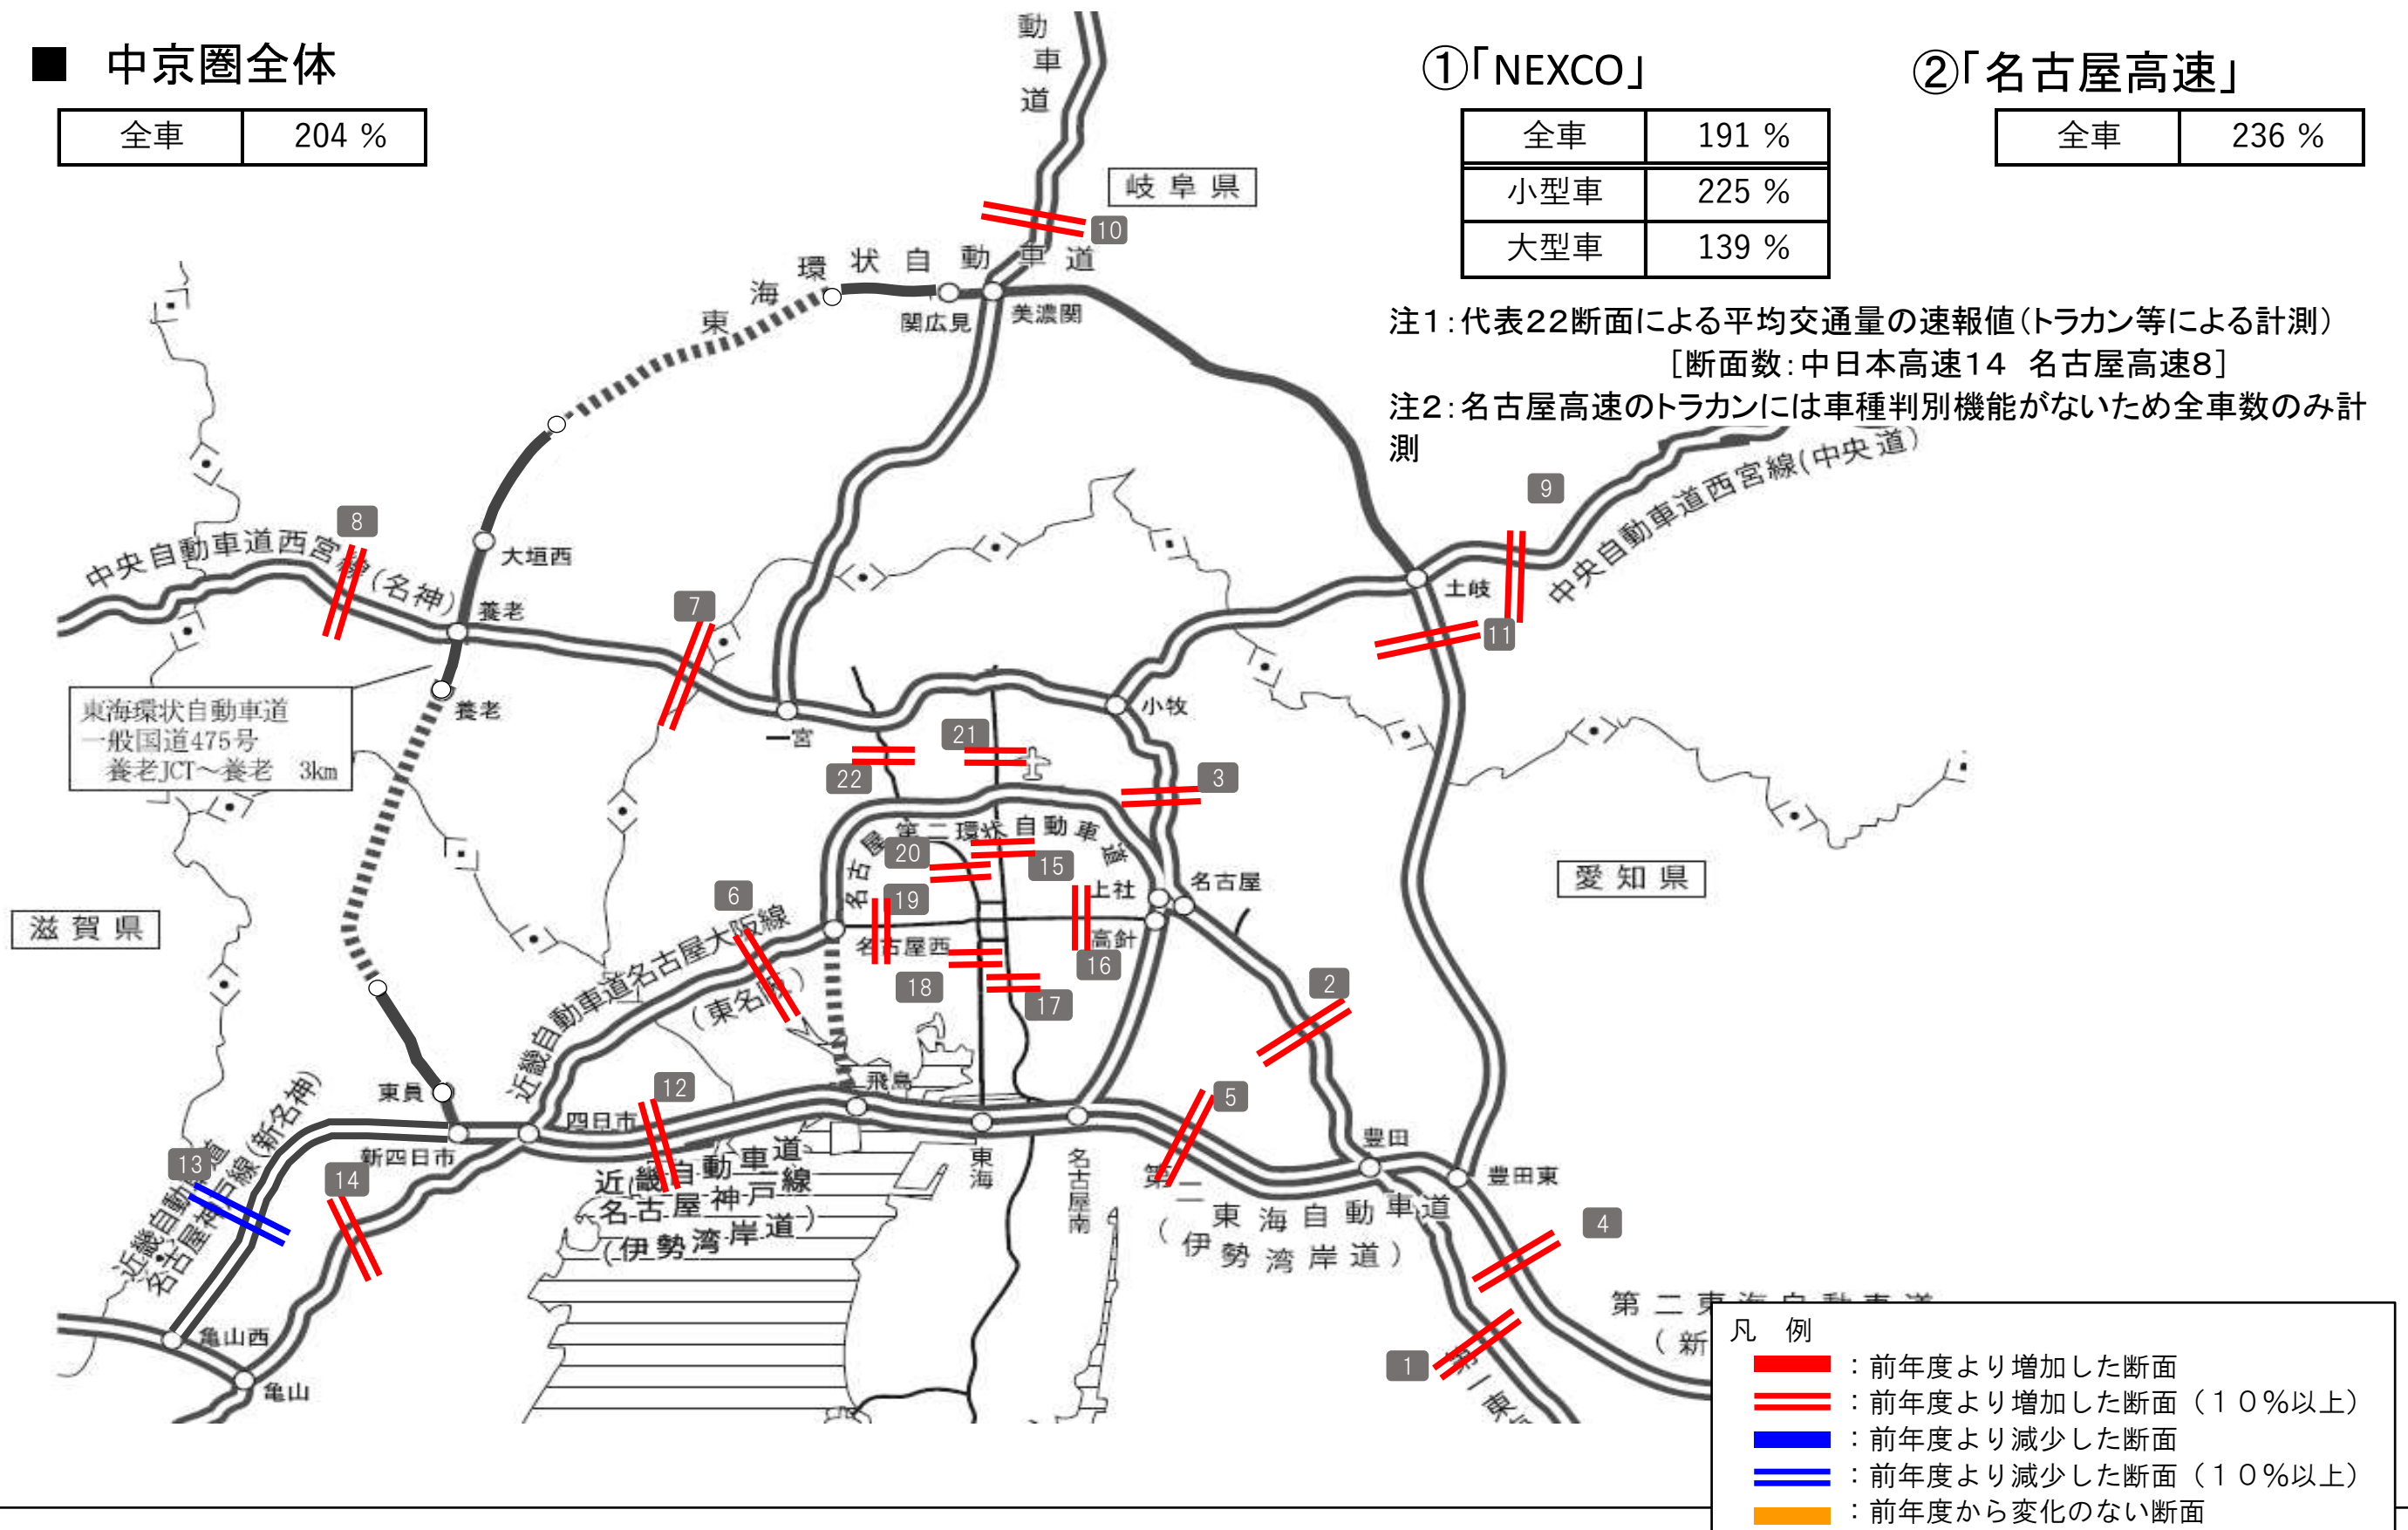 ■ 中京圏全体
全車 204 %
①「NEXCO」
全車 191 %
小型車 225 %
大型車 139 %
②「名古屋高速」
全車 236 %
注1:代表22断面による平均交通量の速報値(トラカン等による計測)
[断面数:中日本高速14 名古屋高速8]
注2:名古屋高速のトラカンには車種判別機能がないため全車数のみ計
測
動車道
岐阜県
10
東海環状自動車道
関広見
美濃関
9
中央自動車道西宮線(中央道)
8
中央自動車道西宮線(名神)
大垣西
養老
7
土岐
11
東海環状自動車道
一般国道475号
養老JCT～養老 3km
養老
一宮
小牧
21
22
3
名古屋第二環状自動車道
20
15
19
上社
名古屋
愛知県
6
滋賀県
近畿自動車道名古屋大阪線
(東名阪)
名古屋西
高針
16
18
17
2
東員
飛島
12
5
四日市
新四日市
13
14
近畿自動車道
名古屋神戸線(新名神)
近畿自動車道
名古屋神戸線
(伊勢湾岸道)
東海
名古屋南
豊田
豊田東
第二東海自動車道
(伊勢湾岸道)
4
第二東海自動車道
(新
1
亀山西
亀山
凡 例
:前年度より増加した断面
:前年度より増加した断面(10%以上)
:前年度より減少した断面
:前年度より減少した断面(10%以上)
:前年度から変化のない断面